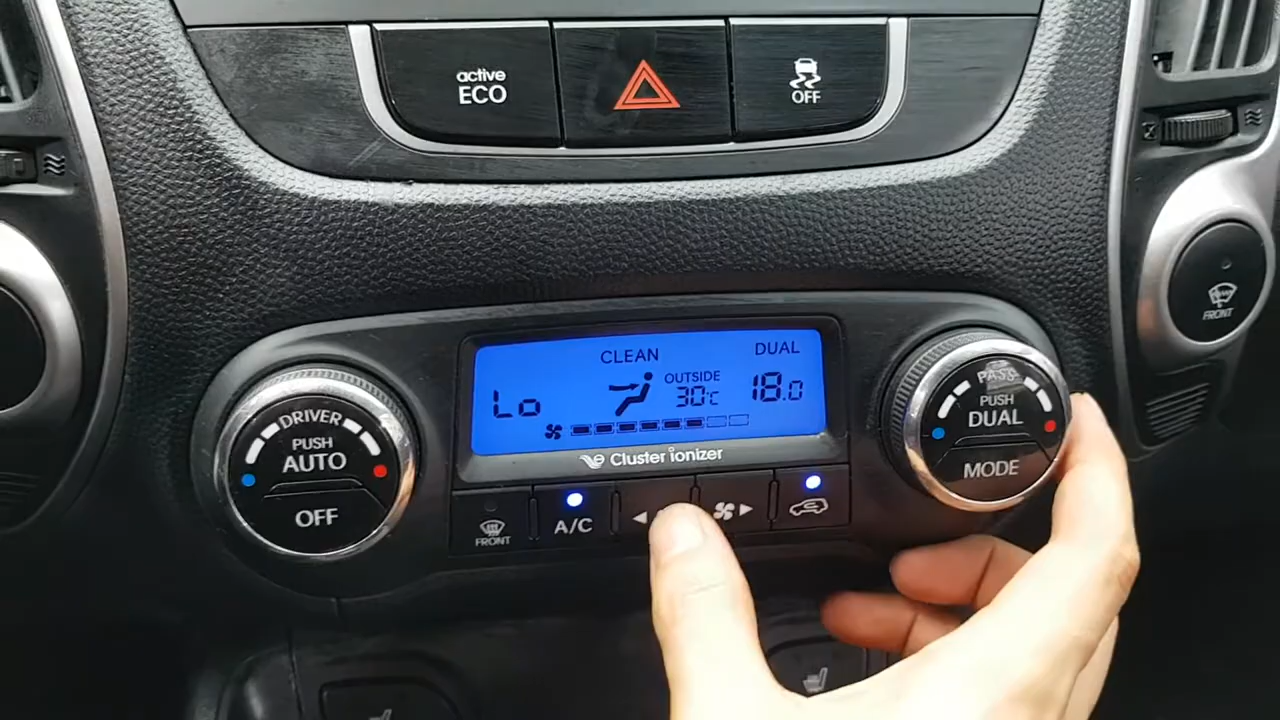 active
ECO
OFF
CLEAN
DUAL
Lo
OUTSIDE
30°C
18.0
Cluster ionizer
DRIVER
PUSH
AUTO
OFF
PASS
PUSH
DUAL
MODE
FRONT
A/C
FRONT